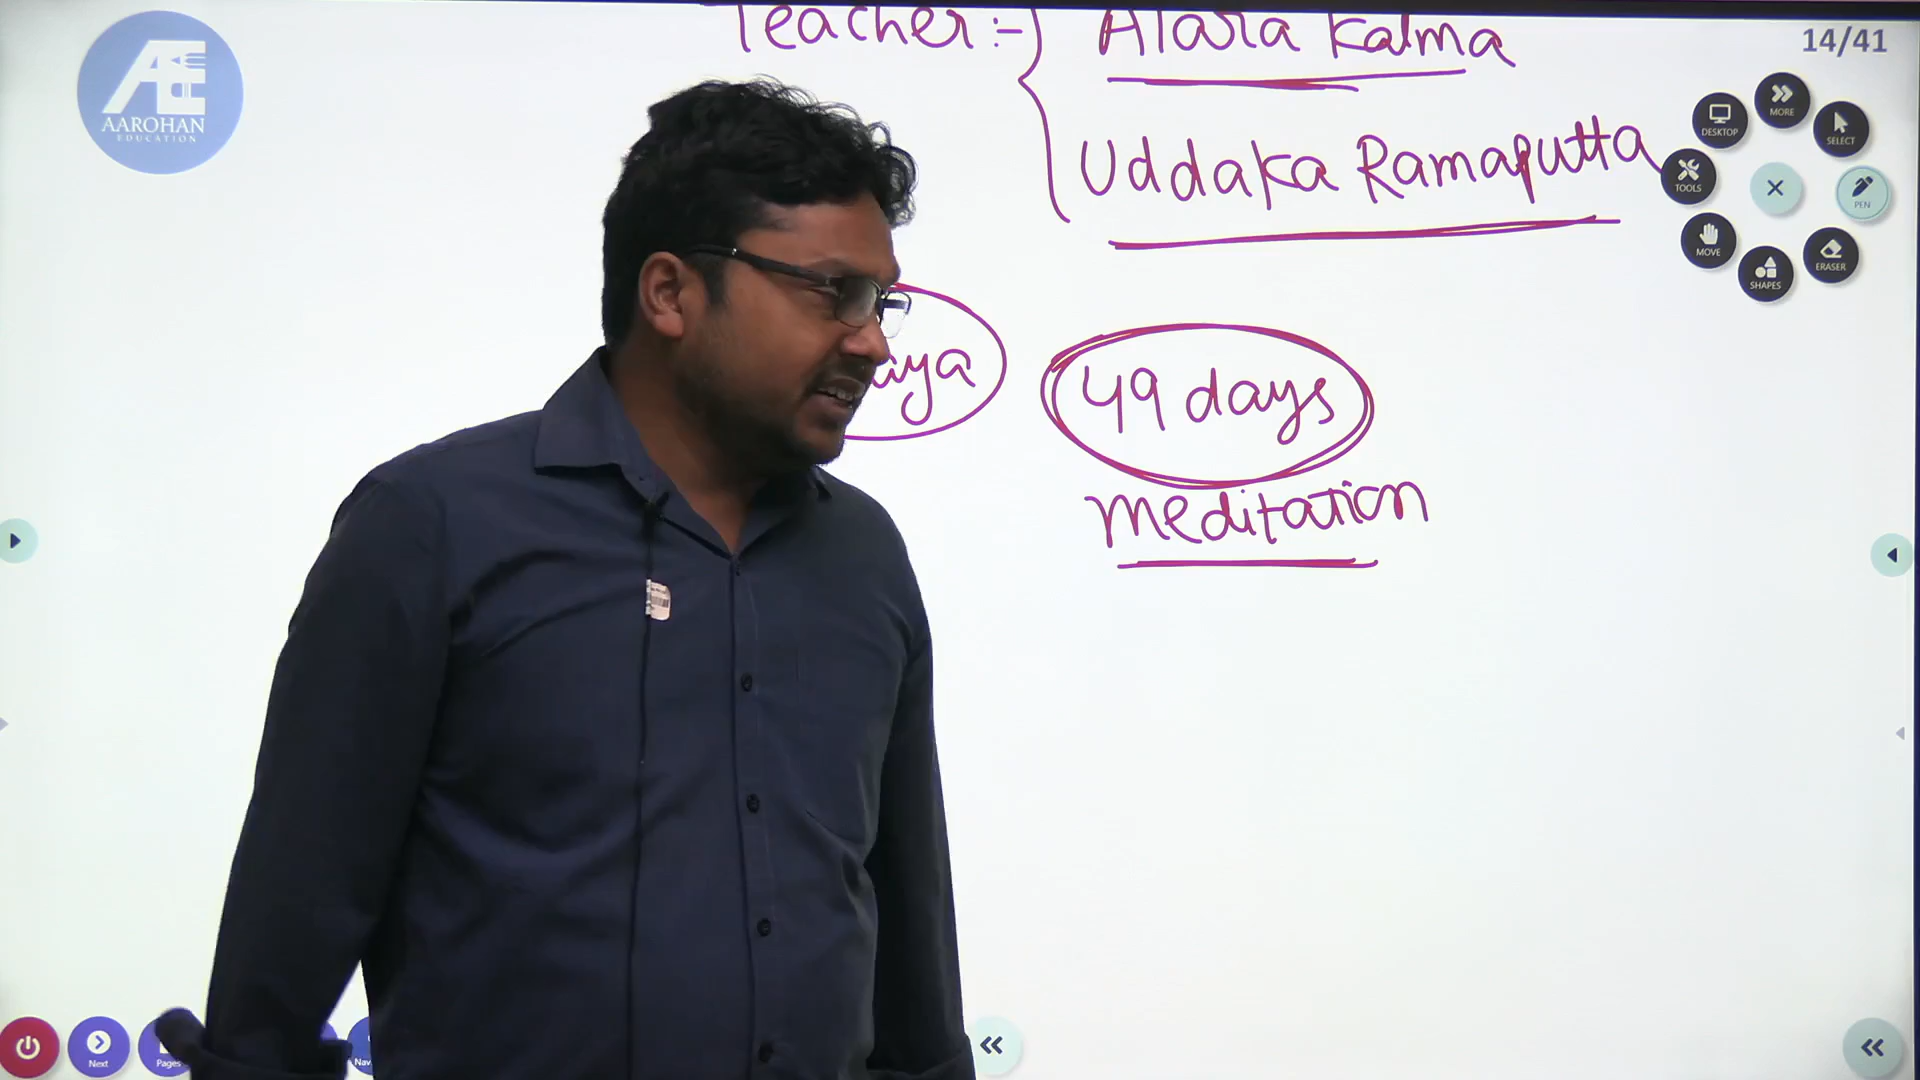 Teacher :- Alara Kalma
14/41
AE
AAROHAN
EDUCATION
Uddaka Ramaputta
MORE
DESKTOP
SELECT
TOOLS
PEN
MOVE
ERASER
SHAPES
49 days
meditation
Next
Pages